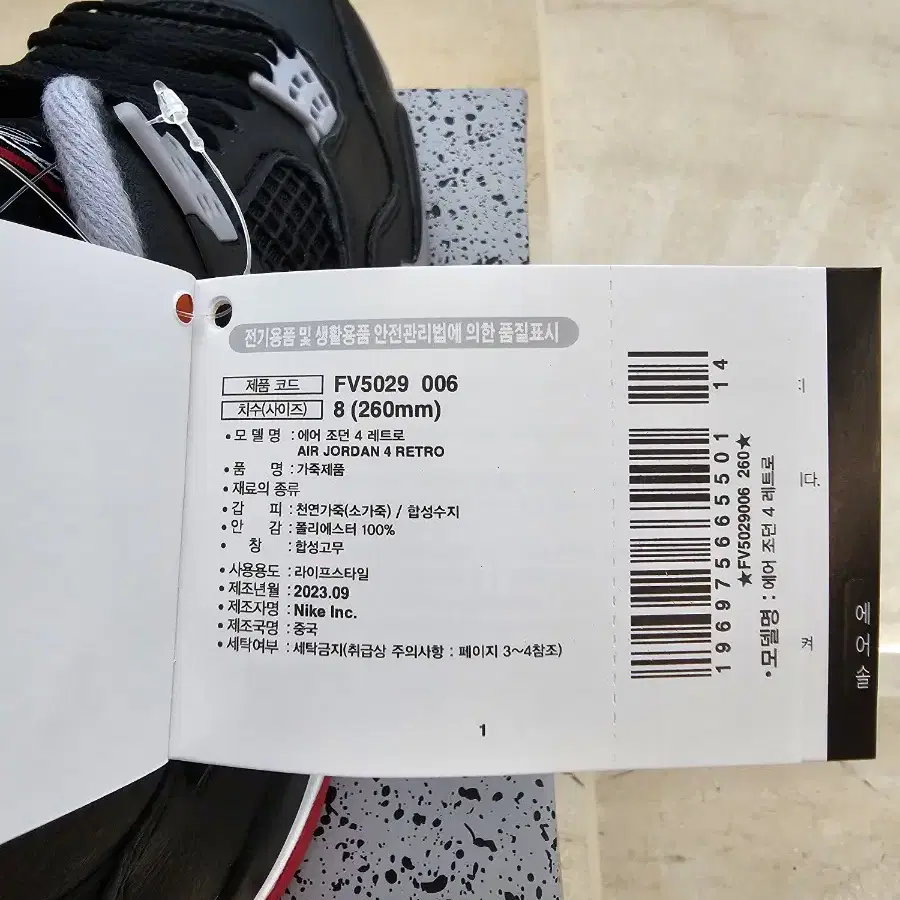 전기용품 및 생활용품 안전관리법에 의한 품질표시
제품 코드 FV5029 006
치수(사이즈) 8 (260mm)
•모 델 명 : 에어 조던 4 레트로
AIR JORDAN 4 RETRO
•품 명 : 가죽제품
•재료의 종류
•갑 피 : 천연가죽(소가죽) / 합성수지
•안 감 : 폴리에스터 100%
•창 : 합성고무
•사용용도 : 라이프스타일
•제조년월 : 2023.09
•제조자명 : Nike Inc.
•제조국명 : 중국
•세탁여부 : 세탁금지(취급상 주의사항 : 페이지 3~4참조)
1
196975665501
14
★FV5029006 260★
•모델명 : 에어 조던 4 레트로